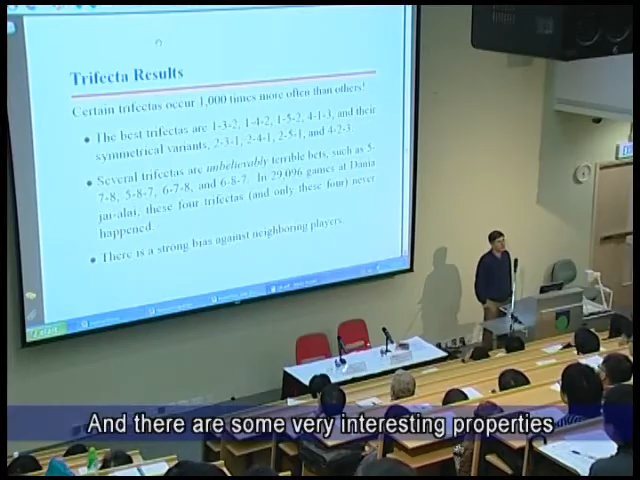 Trifecta Results
Certain trifectas occur 1,000 times more often than others!
• The best trifectas are 1-3-2, 1-4-2, 1-5-2, 4-1-3, and their
symmetrical variants, 2-3-1, 2-4-1, 2-5-1, and 4-2-3.
• Several trifectas are unbelievably terrible bets, such as 5-
7-8, 5-8-7, 6-7-8, and 6-8-7. In 29,096 games at Dania
jai-alai, these four trifectas (and only these four) never
happened.
• There is a strong bias against neighboring players.
start
And there are some very interesting properties